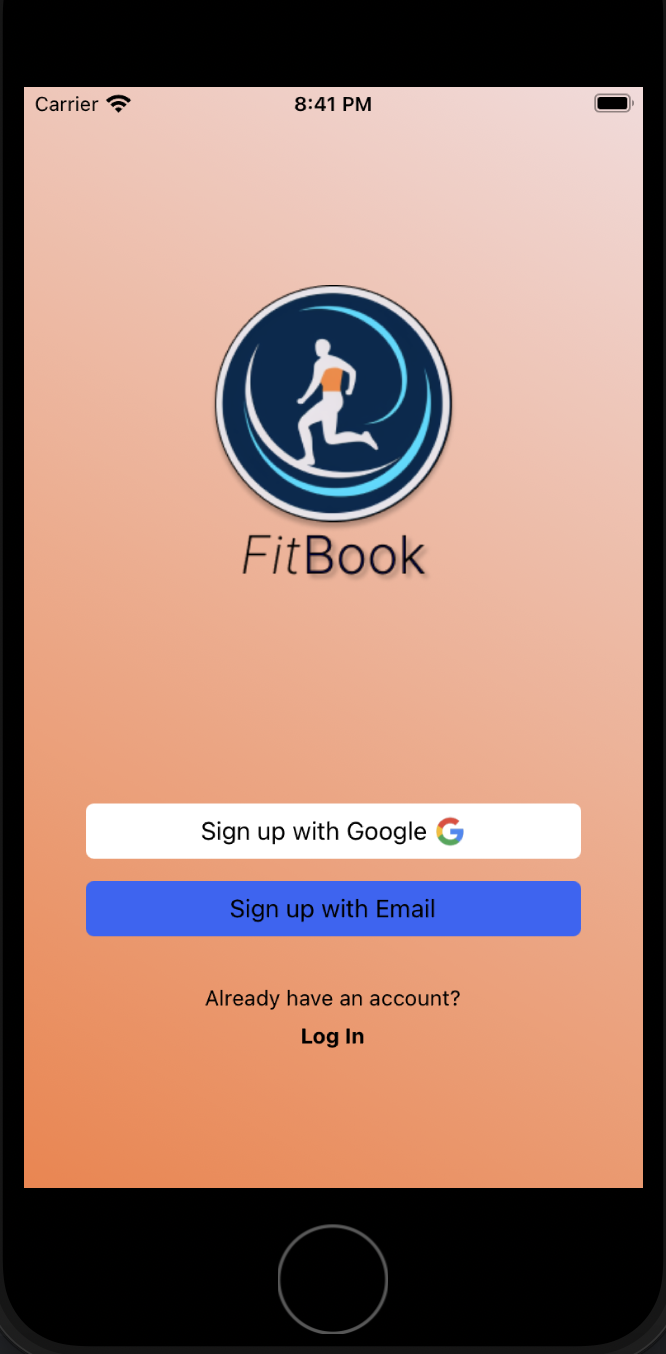 Carrier 8:41 PM
FitBook
Sign up with Google
Sign up with Email
Already have an account?
Log In